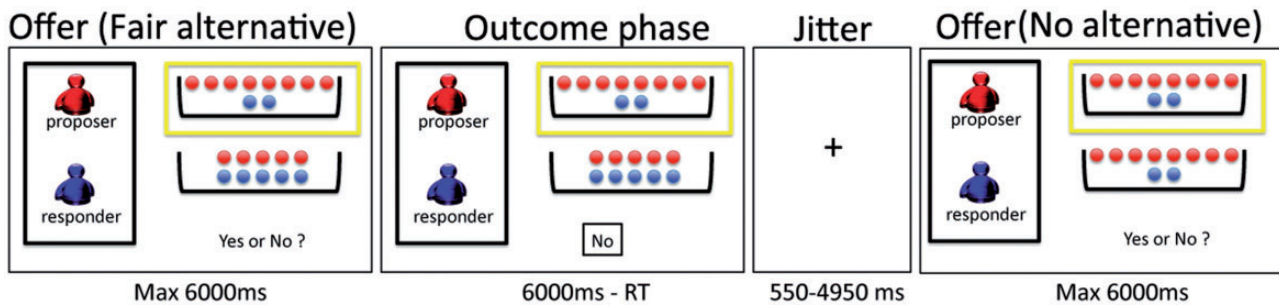 Offer (Fair alternative)
proposer
responder
Yes or No ?
Max 6000ms
Outcome phase
proposer
responder
No
6000ms - RT
Jitter
+
550-4950 ms
Offer(No alternative)
proposer
responder
Yes or No ?
Max 6000ms